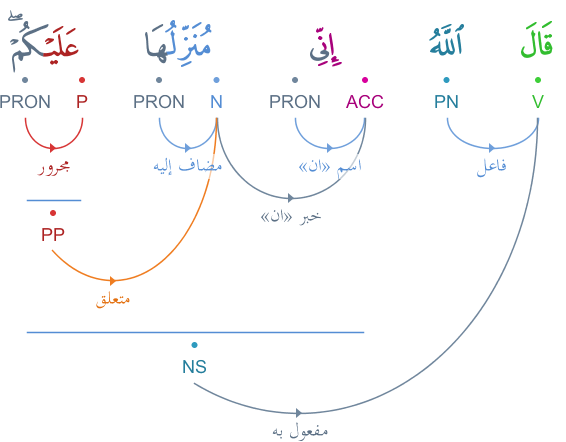 قَالَ ٱللَّهُ إِنِّى مُنَزِّلُهَا عَلَيْكُمْ ۖ
V PN ACC PRON N PRON P PRON
فاعل اسم «ان» مضاف إليه مجرور
خبر «ان»
PP
متعلق
NS
مفعول به